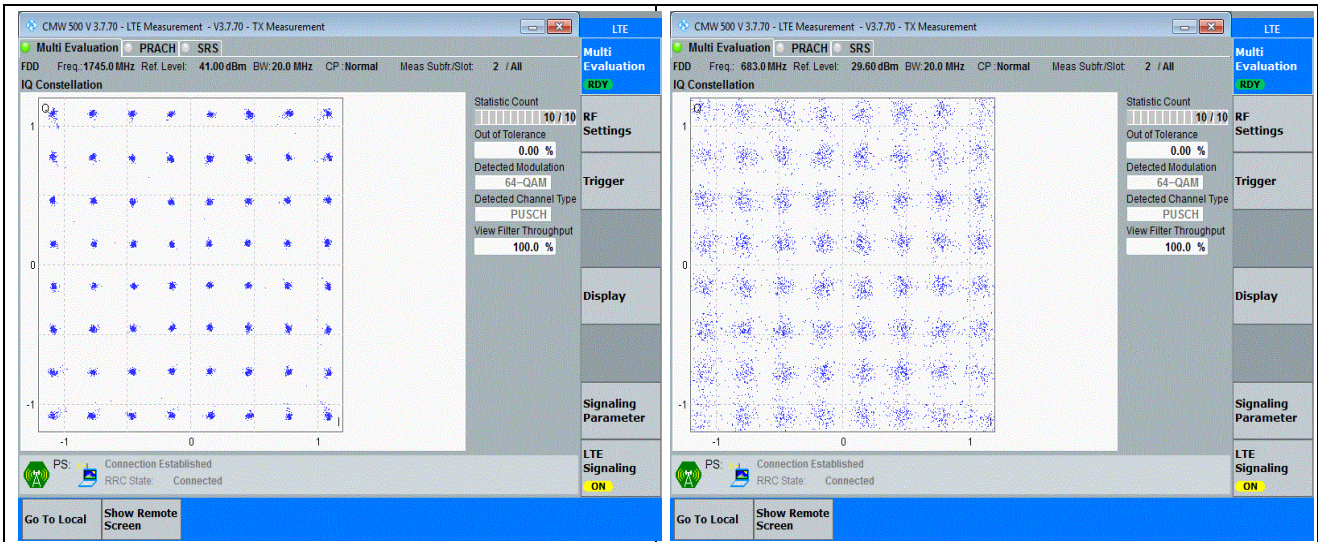 CMW 500 V 3.7.70 - LTE Measurement - V3.7.70 - TX Measurement
LTE
Multi Evaluation PRACH SRS
Multi Evaluation
RDY
FDD Freq.: 1745.0 MHz Ref. Level: 41.00 dBm BW: 20.0 MHz CP : Normal Meas Subfr./Slot: 2 / All
IQ Constellation
Q
1
0
-1
-1 0 1
I
Statistic Count
10 / 10
Out of Tolerance
0.00 %
Detected Modulation
64-QAM
Detected Channel Type
PUSCH
View Filter Throughput
100.0 %
RF
Settings
Trigger
Display
Signaling
Parameter
LTE
Signaling
ON
PS: Connection Established
RRC State: Connected
Go To Local
Show Remote
Screen
CMW 500 V 3.7.70 - LTE Measurement - V3.7.70 - TX Measurement
LTE
Multi Evaluation PRACH SRS
Multi Evaluation
RDY
FDD Freq.: 683.0 MHz Ref. Level: 29.60 dBm BW: 20.0 MHz CP : Normal Meas Subfr./Slot: 2 / All
IQ Constellation
Q
1
0
-1
-1 0 1
I
Statistic Count
10 / 10
Out of Tolerance
0.00 %
Detected Modulation
64-QAM
Detected Channel Type
PUSCH
View Filter Throughput
100.0 %
RF
Settings
Trigger
Display
Signaling
Parameter
LTE
Signaling
ON
PS: Connection Established
RRC State: Connected
Go To Local
Show Remote
Screen